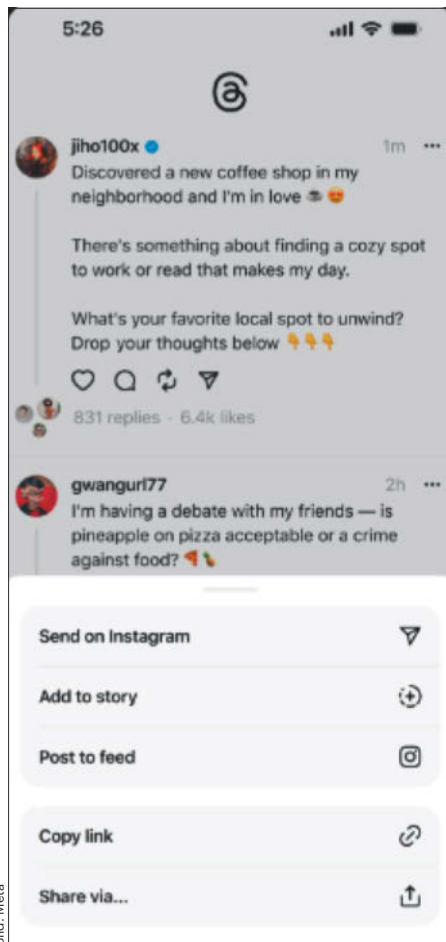 5:26
jiho100x
1m
Discovered a new coffee shop in my
neighborhood and I'm in love ☕ 😍
There's something about finding a cozy spot
to work or read that makes my day.
What's your favorite local spot to unwind?
Drop your thoughts below 👇👇👇
831 replies · 6.4k likes
gwangurl77
2h
I'm having a debate with my friends — is
pineapple on pizza acceptable or a crime
against food? 🍕🍍
Send on Instagram
Add to story
Post to feed
Copy link
Share via...
Meta